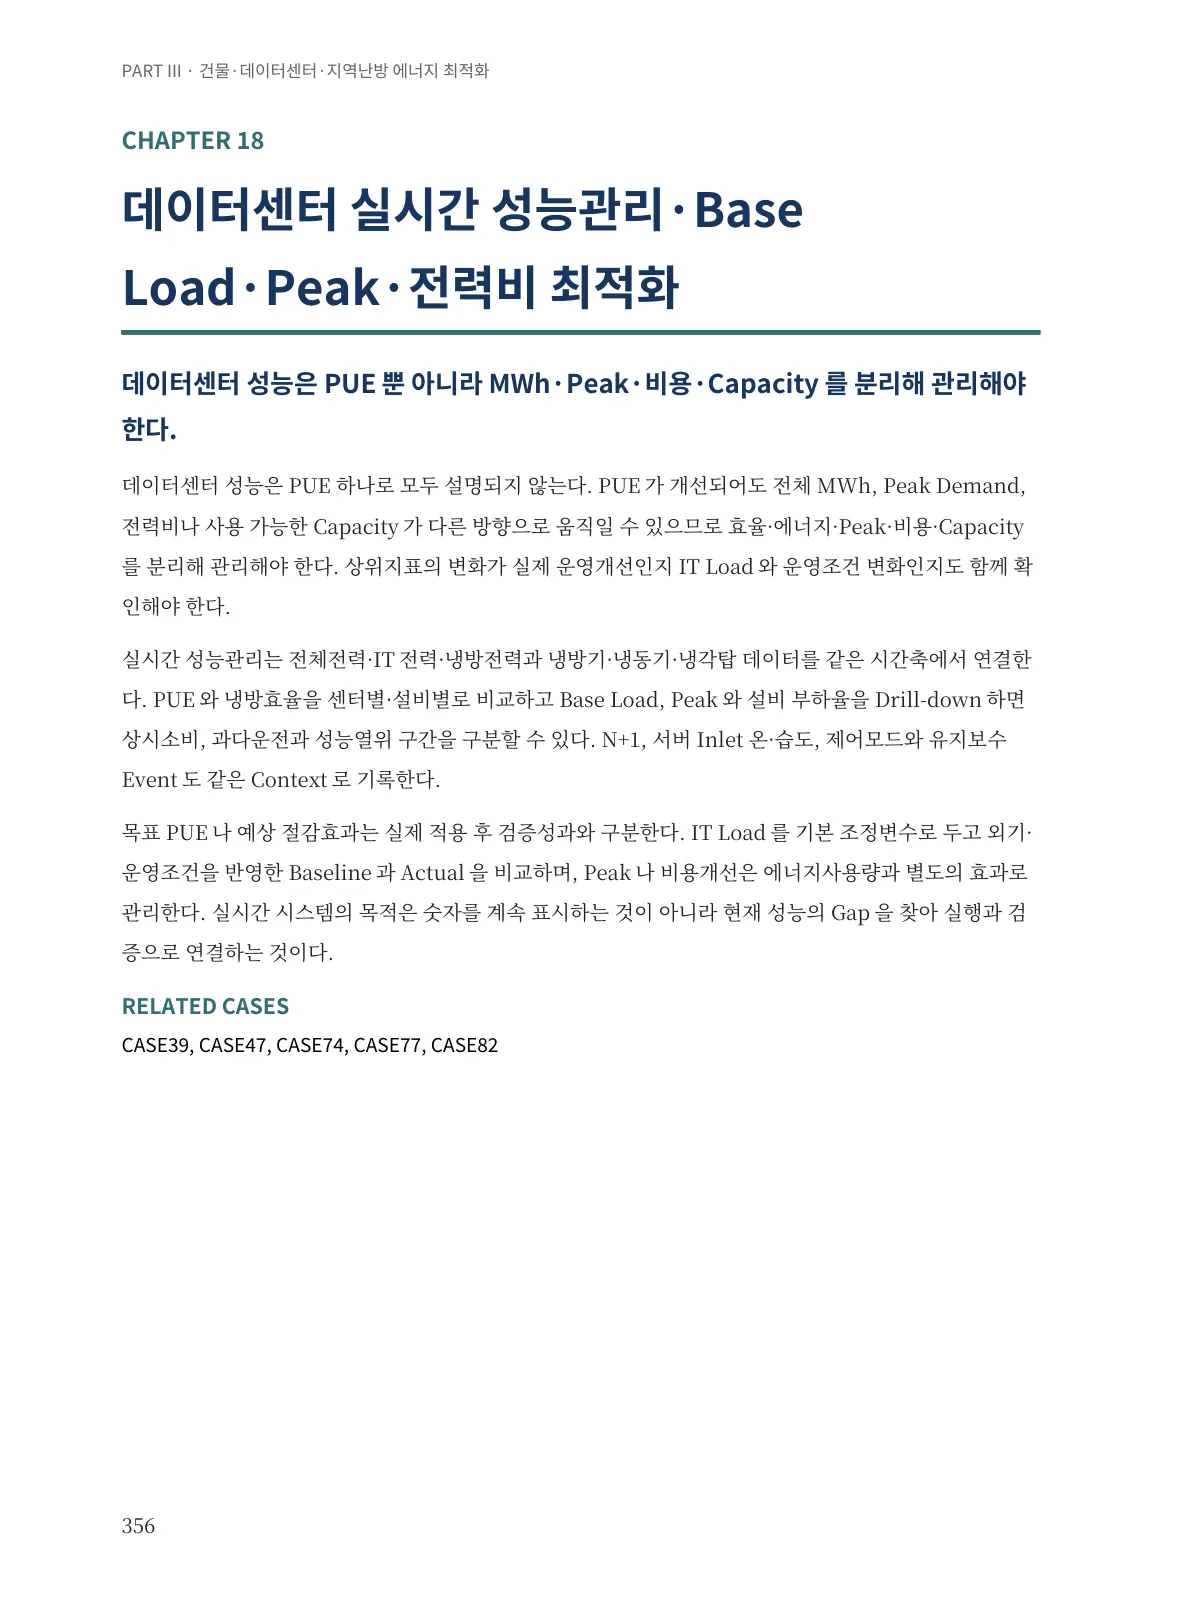 PART III · 건물·데이터센터·지역난방 에너지 최적화
CHAPTER 18
데이터센터 실시간 성능관리·Base
Load·Peak·전력비 최적화
데이터센터 성능은 PUE 뿐 아니라 MWh·Peak·비용·Capacity 를 분리해 관리해야
한다.
데이터센터 성능은 PUE 하나로 모두 설명되지 않는다. PUE 가 개선되어도 전체 MWh, Peak Demand,
전력비나 사용 가능한 Capacity 가 다른 방향으로 움직일 수 있으므로 효율·에너지·Peak·비용·Capacity
를 분리해 관리해야 한다. 상위지표의 변화가 실제 운영개선인지 IT Load 와 운영조건 변화인지도 함께 확
인해야 한다.
실시간 성능관리는 전체전력·IT 전력·냉방전력과 냉방기·냉동기·냉각탑 데이터를 같은 시간축에서 연결한
다. PUE 와 냉방효율을 센터별·설비별로 비교하고 Base Load, Peak 와 설비 부하율을 Drill-down 하면
상시소비, 과다운전과 성능열위 구간을 구분할 수 있다. N+1, 서버 Inlet 온·습도, 제어모드와 유지보수
Event 도 같은 Context 로 기록한다.
목표 PUE 나 예상 절감효과는 실제 적용 후 검증성과와 구분한다. IT Load 를 기본 조정변수로 두고 외기·
운영조건을 반영한 Baseline 과 Actual 을 비교하며, Peak 나 비용개선은 에너지사용량과 별도의 효과로
관리한다. 실시간 시스템의 목적은 숫자를 계속 표시하는 것이 아니라 현재 성능의 Gap 을 찾아 실행과 검
증으로 연결하는 것이다.
RELATED CASES
CASE39, CASE47, CASE74, CASE77, CASE82
356